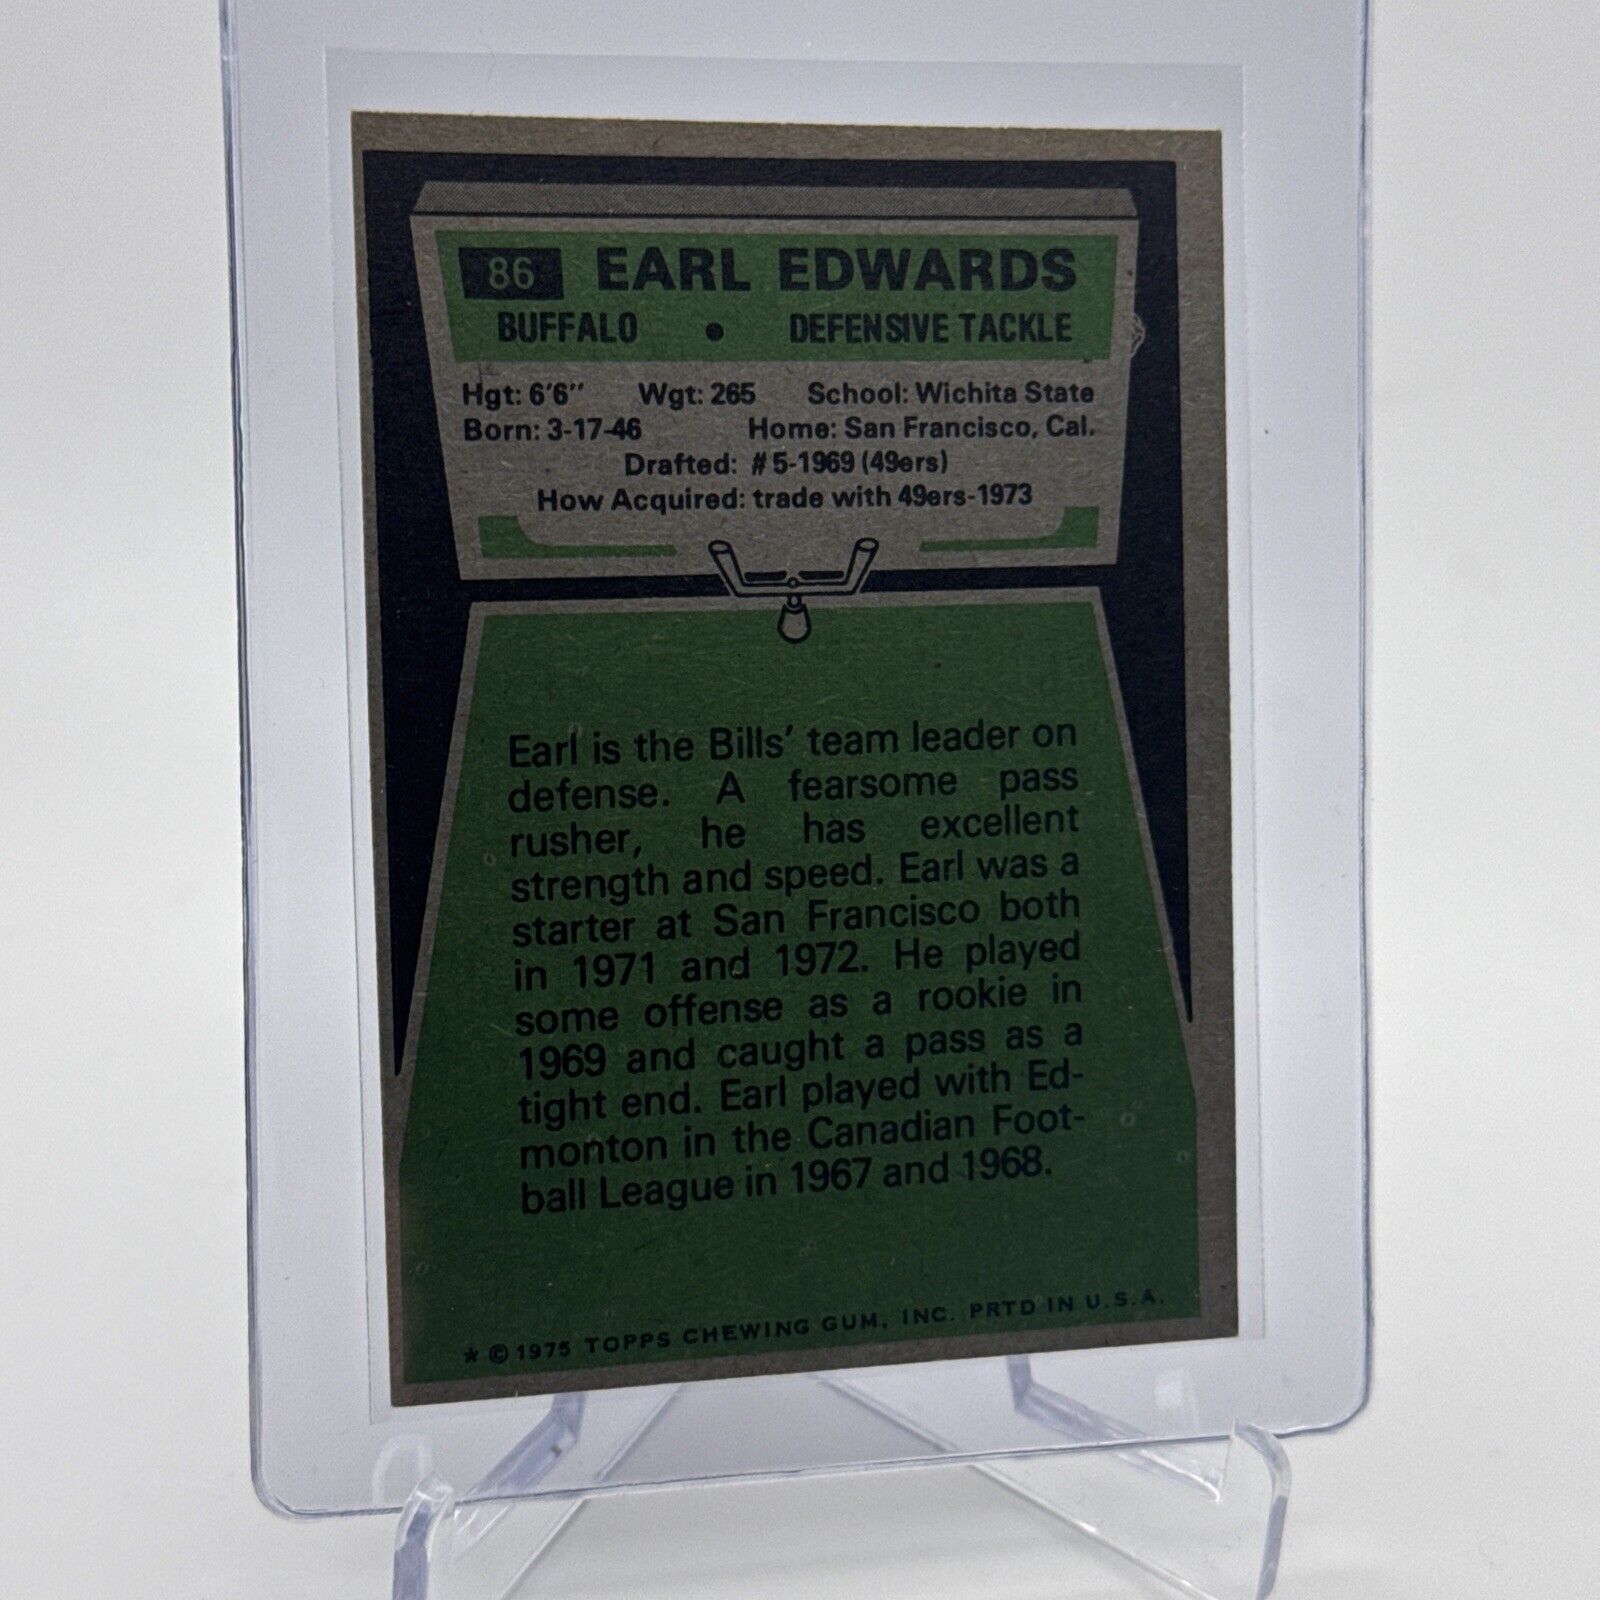 86 EARL EDWARDS
BUFFALO • DEFENSIVE TACKLE
Hgt: 6'6" Wgt: 265 School: Wichita State
Born: 3-17-46 Home: San Francisco, Cal.
Drafted: #5-1969 (49ers)
How Acquired: trade with 49ers-1973
Earl is the Bills' team leader on
defense. A fearsome pass
rusher, he has excellent
strength and speed. Earl was a
starter at San Francisco both
in 1971 and 1972. He played
some offense as a rookie in
1969 and caught a pass as a
tight end. Earl played with Ed-
monton in the Canadian Foot-
ball League in 1967 and 1968.
★ © 1975 TOPPS CHEWING GUM, INC. PRTD IN U.S.A.